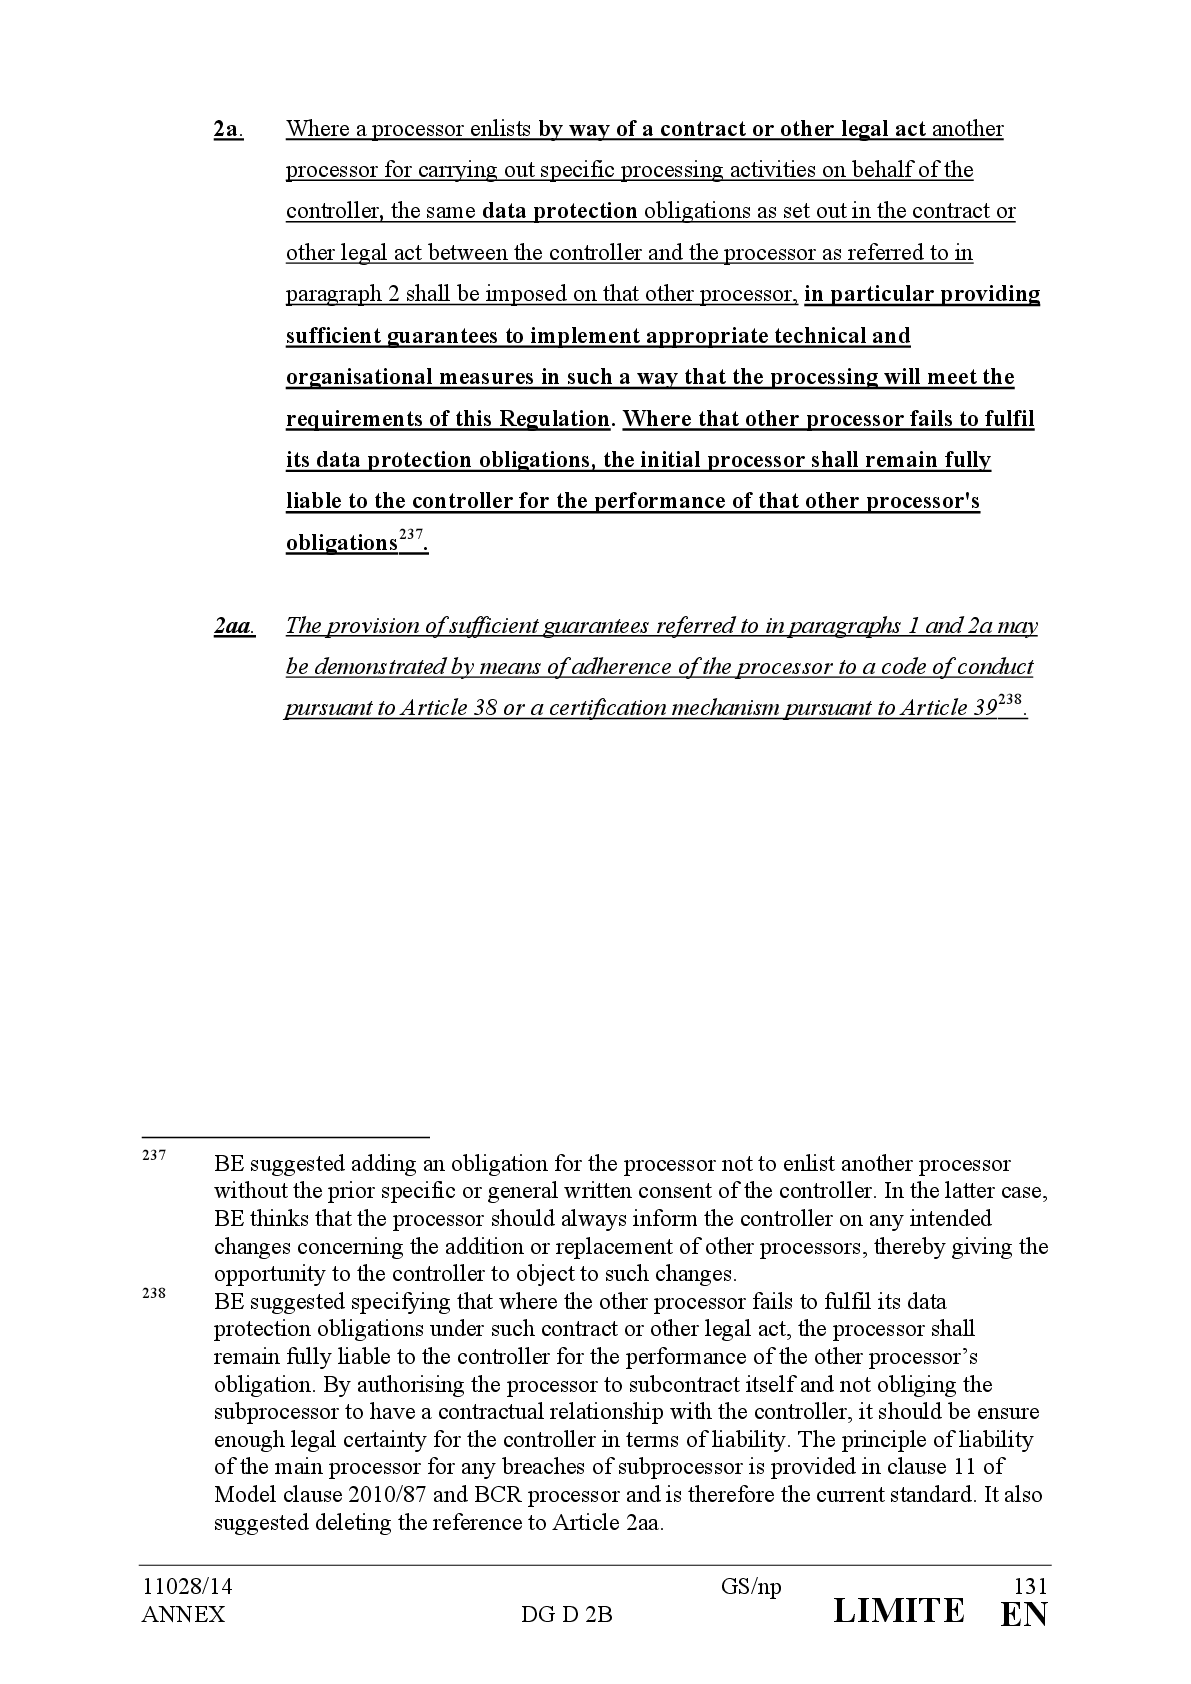 2a. Where a processor enlists by way of a contract or other legal act another
processor for carrying out specific processing activities on behalf of the
controller, the same data protection obligations as set out in the contract or
other legal act between the controller and the processor as referred to in
paragraph 2 shall be imposed on that other processor, in particular providing
sufficient guarantees to implement appropriate technical and
organisational measures in such a way that the processing will meet the
requirements of this Regulation. Where that other processor fails to fulfil
its data protection obligations, the initial processor shall remain fully
liable to the controller for the performance of that other processor's
obligations237.
2aa. The provision of sufficient guarantees referred to in paragraphs 1 and 2a may
be demonstrated by means of adherence of the processor to a code of conduct
pursuant to Article 38 or a certification mechanism pursuant to Article 39238.
237 BE suggested adding an obligation for the processor not to enlist another processor
without the prior specific or general written consent of the controller. In the latter case,
BE thinks that the processor should always inform the controller on any intended
changes concerning the addition or replacement of other processors, thereby giving the
opportunity to the controller to object to such changes.
238 BE suggested specifying that where the other processor fails to fulfil its data
protection obligations under such contract or other legal act, the processor shall
remain fully liable to the controller for the performance of the other processor’s
obligation. By authorising the processor to subcontract itself and not obliging the
subprocessor to have a contractual relationship with the controller, it should be ensure
enough legal certainty for the controller in terms of liability. The principle of liability
of the main processor for any breaches of subprocessor is provided in clause 11 of
Model clause 2010/87 and BCR processor and is therefore the current standard. It also
suggested deleting the reference to Article 2aa.
11028/14 GS/np 131
ANNEX DG D 2B LIMITE EN